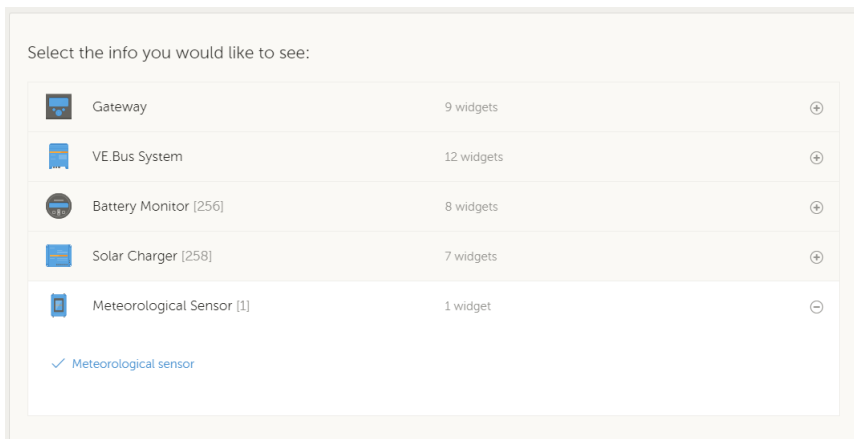 Select the info you would like to see:
Gateway 9 widgets
VE.Bus System 12 widgets
Battery Monitor [256] 8 widgets
Solar Charger [258] 7 widgets
Meteorological Sensor [1] 1 widget
Meteorological sensor